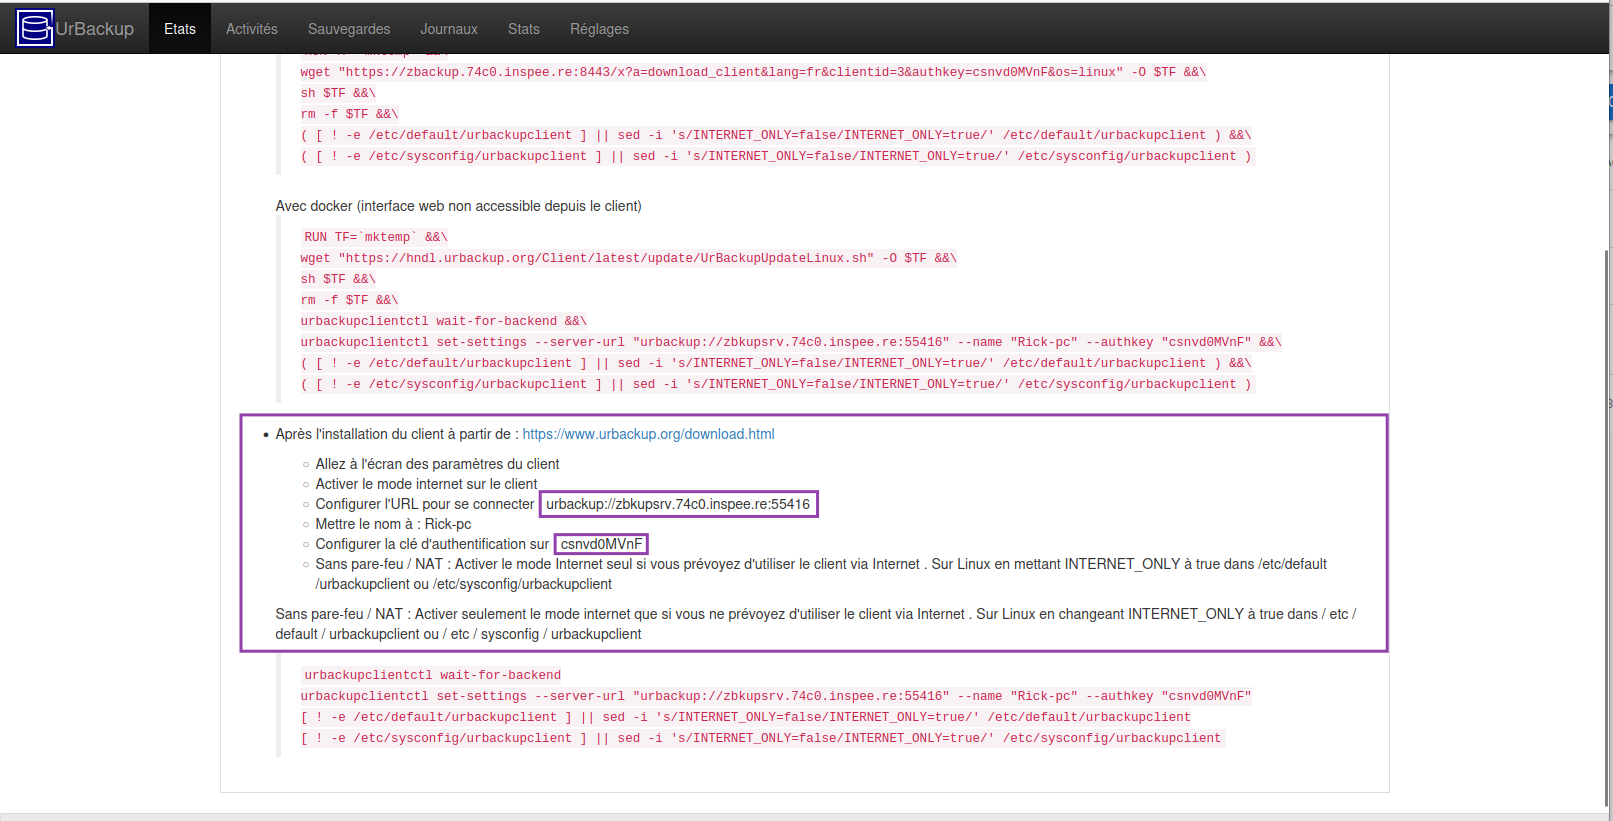 UrBackup Etats Activités Sauvegardes Journaux Stats Réglages
wget "https://zbackup.74c0.inspee.re:8443/x?a=download_client&lang=fr&clientid=3&authkey=csnvd0MVnF&os=linux" -O $TF &&\
sh $TF &&\
rm -f $TF &&\
( [ ! -e /etc/default/urbackupclient ] || sed -i 's/INTERNET_ONLY=false/INTERNET_ONLY=true/' /etc/default/urbackupclient ) &&\
( [ ! -e /etc/sysconfig/urbackupclient ] || sed -i 's/INTERNET_ONLY=false/INTERNET_ONLY=true/' /etc/sysconfig/urbackupclient )
Avec docker (interface web non accessible depuis le client)
RUN TF=`mktemp` &&\
wget "https://hndl.urbackup.org/Client/latest/update/UrBackupUpdateLinux.sh" -O $TF &&\
sh $TF &&\
rm -f $TF &&\
urbackupclientctl wait-for-backend &&\
urbackupclientctl set-settings --server-url "urbackup://zbkupsrv.74c0.inspee.re:55416" --name "Rick-pc" --authkey "csnvd0MVnF" &&\
( [ ! -e /etc/default/urbackupclient ] || sed -i 's/INTERNET_ONLY=false/INTERNET_ONLY=true/' /etc/default/urbackupclient ) &&\
( [ ! -e /etc/sysconfig/urbackupclient ] || sed -i 's/INTERNET_ONLY=false/INTERNET_ONLY=true/' /etc/sysconfig/urbackupclient )
• Après l'installation du client à partir de : https://www.urbackup.org/download.html
○ Allez à l'écran des paramètres du client
○ Activer le mode internet sur le client
○ Configurer l'URL pour se connecter urbackup://zbkupsrv.74c0.inspee.re:55416
○ Mettre le nom à : Rick-pc
○ Configurer la clé d'authentification sur csnvd0MVnF
○ Sans pare-feu / NAT : Activer le mode Internet seul si vous prévoyez d'utiliser le client via Internet . Sur Linux en mettant INTERNET_ONLY à true dans /etc/default
/urbackupclient ou /etc/sysconfig/urbackupclient
Sans pare-feu / NAT : Activer seulement le mode internet que si vous ne prévoyez d'utiliser le client via Internet . Sur Linux en changeant INTERNET_ONLY à true dans / etc /
default / urbackupclient ou / etc / sysconfig / urbackupclient
urbackupclientctl wait-for-backend
urbackupclientctl set-settings --server-url "urbackup://zbkupsrv.74c0.inspee.re:55416" --name "Rick-pc" --authkey "csnvd0MVnF"
[ ! -e /etc/default/urbackupclient ] || sed -i 's/INTERNET_ONLY=false/INTERNET_ONLY=true/' /etc/default/urbackupclient
[ ! -e /etc/sysconfig/urbackupclient ] || sed -i 's/INTERNET_ONLY=false/INTERNET_ONLY=true/' /etc/sysconfig/urbackupclient